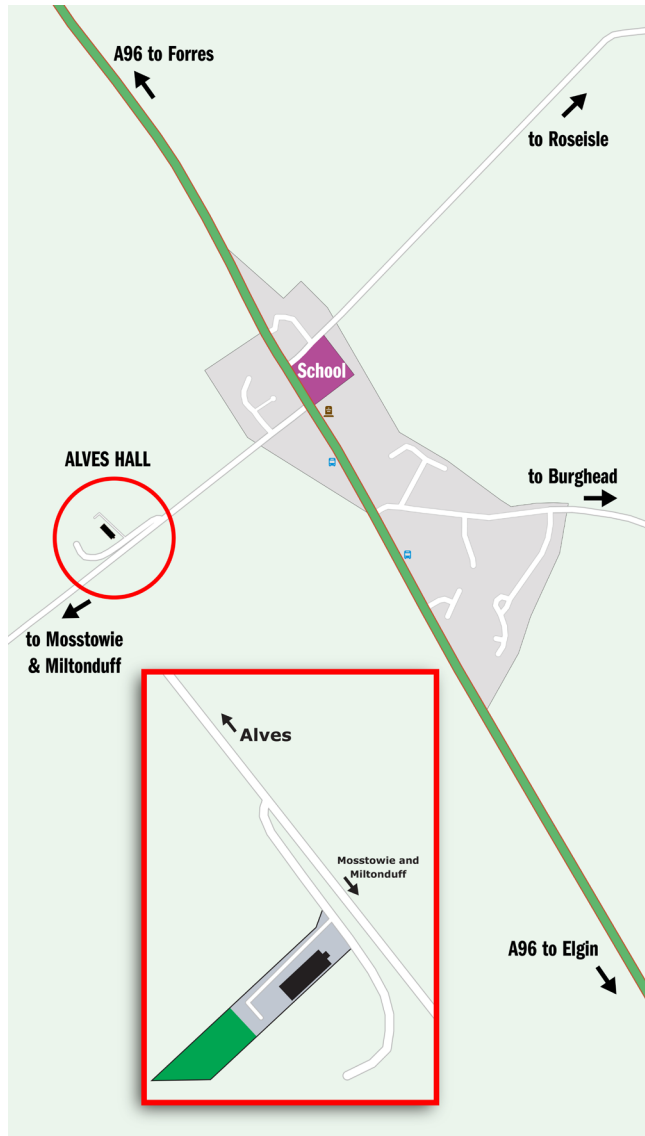 A96 to Forres
to Roseisle
School
ALVES HALL
to Burghead
to Mosstowie
& Miltonduff
Alves
Mosstowie and
Miltonduff
A96 to Elgin